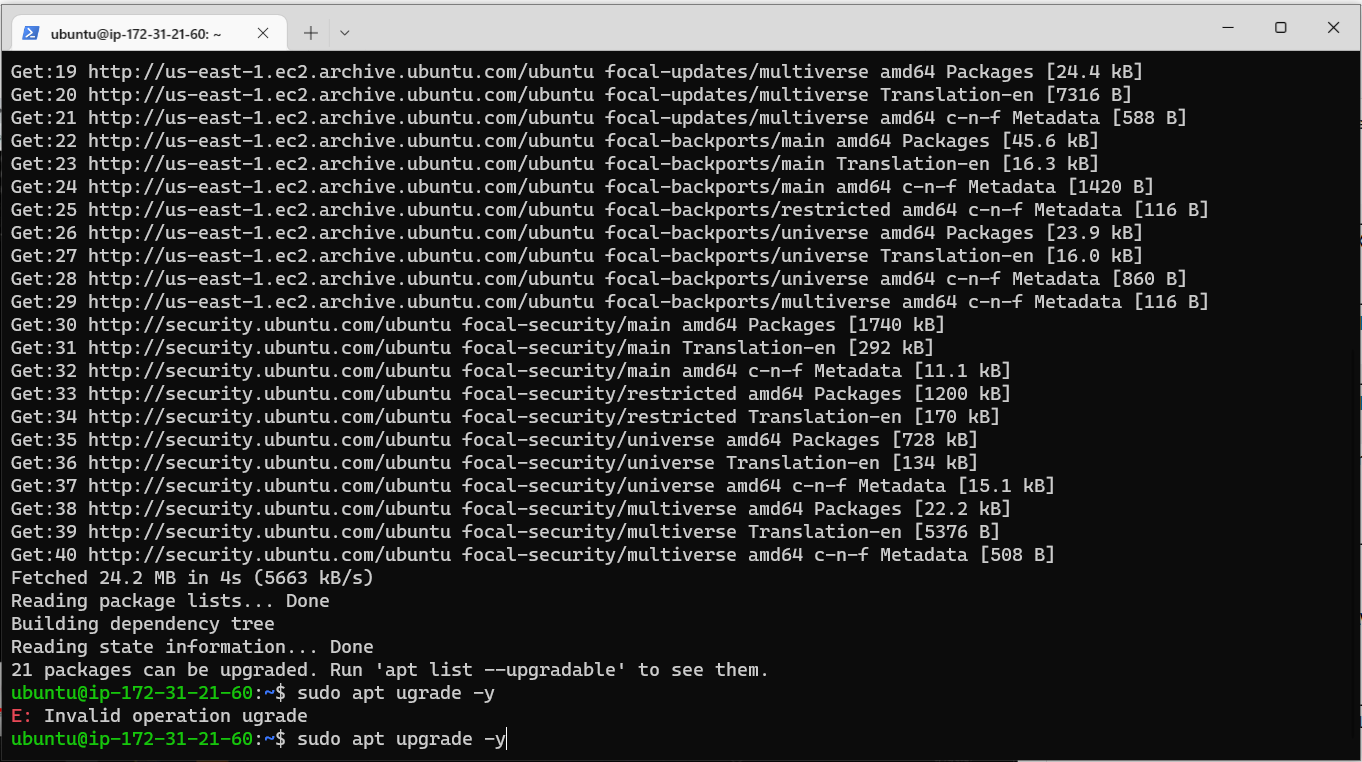 ubuntu@ip-172-31-21-60: ~
Get:19 http://us-east-1.ec2.archive.ubuntu.com/ubuntu focal-updates/multiverse amd64 Packages [24.4 kB]
Get:20 http://us-east-1.ec2.archive.ubuntu.com/ubuntu focal-updates/multiverse Translation-en [7316 B]
Get:21 http://us-east-1.ec2.archive.ubuntu.com/ubuntu focal-updates/multiverse amd64 c-n-f Metadata [588 B]
Get:22 http://us-east-1.ec2.archive.ubuntu.com/ubuntu focal-backports/main amd64 Packages [45.6 kB]
Get:23 http://us-east-1.ec2.archive.ubuntu.com/ubuntu focal-backports/main Translation-en [16.3 kB]
Get:24 http://us-east-1.ec2.archive.ubuntu.com/ubuntu focal-backports/main amd64 c-n-f Metadata [1420 B]
Get:25 http://us-east-1.ec2.archive.ubuntu.com/ubuntu focal-backports/restricted amd64 c-n-f Metadata [116 B]
Get:26 http://us-east-1.ec2.archive.ubuntu.com/ubuntu focal-backports/universe amd64 Packages [23.9 kB]
Get:27 http://us-east-1.ec2.archive.ubuntu.com/ubuntu focal-backports/universe Translation-en [16.0 kB]
Get:28 http://us-east-1.ec2.archive.ubuntu.com/ubuntu focal-backports/universe amd64 c-n-f Metadata [860 B]
Get:29 http://us-east-1.ec2.archive.ubuntu.com/ubuntu focal-backports/multiverse amd64 c-n-f Metadata [116 B]
Get:30 http://security.ubuntu.com/ubuntu focal-security/main amd64 Packages [1740 kB]
Get:31 http://security.ubuntu.com/ubuntu focal-security/main Translation-en [292 kB]
Get:32 http://security.ubuntu.com/ubuntu focal-security/main amd64 c-n-f Metadata [11.1 kB]
Get:33 http://security.ubuntu.com/ubuntu focal-security/restricted amd64 Packages [1200 kB]
Get:34 http://security.ubuntu.com/ubuntu focal-security/restricted Translation-en [170 kB]
Get:35 http://security.ubuntu.com/ubuntu focal-security/universe amd64 Packages [728 kB]
Get:36 http://security.ubuntu.com/ubuntu focal-security/universe Translation-en [134 kB]
Get:37 http://security.ubuntu.com/ubuntu focal-security/universe amd64 c-n-f Metadata [15.1 kB]
Get:38 http://security.ubuntu.com/ubuntu focal-security/multiverse amd64 Packages [22.2 kB]
Get:39 http://security.ubuntu.com/ubuntu focal-security/multiverse Translation-en [5376 B]
Get:40 http://security.ubuntu.com/ubuntu focal-security/multiverse amd64 c-n-f Metadata [508 B]
Fetched 24.2 MB in 4s (5663 kB/s)
Reading package lists... Done
Building dependency tree
Reading state information... Done
21 packages can be upgraded. Run 'apt list --upgradable' to see them.
ubuntu@ip-172-31-21-60:~$ sudo apt ugrade -y
E: Invalid operation ugrade
ubuntu@ip-172-31-21-60:~$ sudo apt upgrade -y